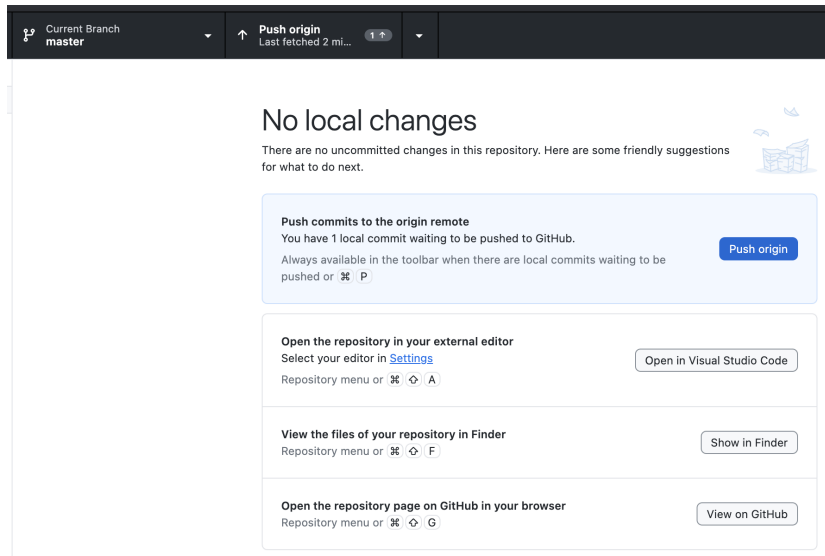 Current Branch
master
Push origin
Last fetched 2 mi...
1 ↑
No local changes
There are no uncommitted changes in this repository. Here are some friendly suggestions
for what to do next.
Push commits to the origin remote
You have 1 local commit waiting to be pushed to GitHub.
Always available in the toolbar when there are local commits waiting to be
pushed or ⌘ P
Push origin
Open the repository in your external editor
Select your editor in Settings
Repository menu or ⌘ ⇧ A
Open in Visual Studio Code
View the files of your repository in Finder
Repository menu or ⌘ ⇧ F
Show in Finder
Open the repository page on GitHub in your browser
Repository menu or ⌘ ⇧ G
View on GitHub